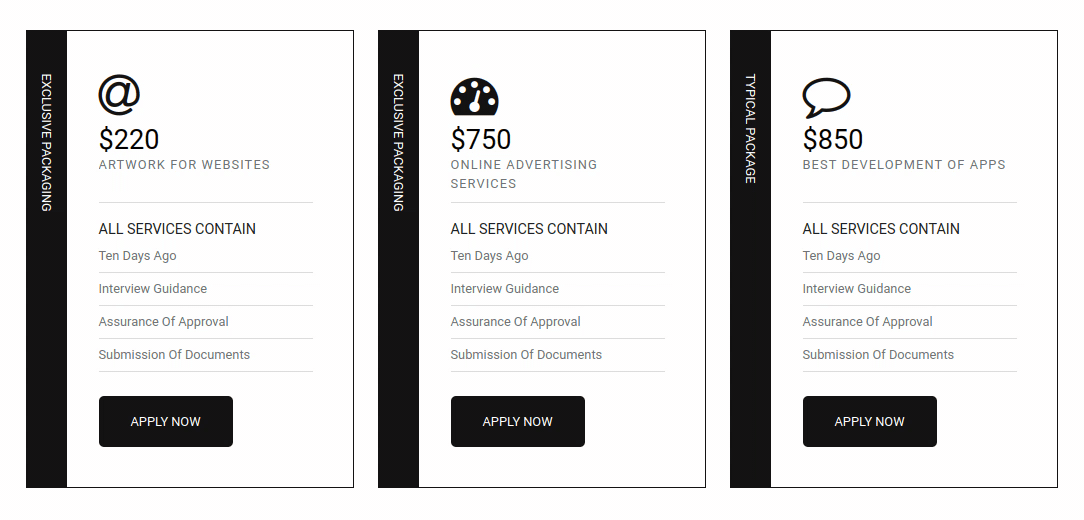 EXCLUSIVE PACKAGING
@
$220
ARTWORK FOR WEBSITES
ALL SERVICES CONTAIN
Ten Days Ago
Interview Guidance
Assurance Of Approval
Submission Of Documents
APPLY NOW
EXCLUSIVE PACKAGING
$750
ONLINE ADVERTISING
SERVICES
ALL SERVICES CONTAIN
Ten Days Ago
Interview Guidance
Assurance Of Approval
Submission Of Documents
APPLY NOW
TYPICAL PACKAGE
$850
BEST DEVELOPMENT OF APPS
ALL SERVICES CONTAIN
Ten Days Ago
Interview Guidance
Assurance Of Approval
Submission Of Documents
APPLY NOW